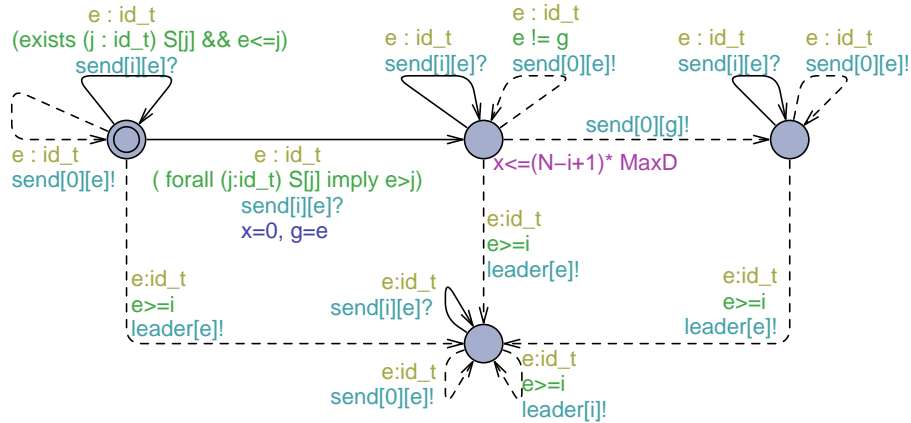 e : id_t
(exists (j : id_t) S[j] && e<=j)
send[i][e]?
e : id_t
send[i][e]?
e : id_t
e != g
send[0][e]!
e : id_t
send[i][e]?
e : id_t
send[0][e]!
e : id_t
send[0][e]!
e : id_t
( forall (j:id_t) S[j] imply e>j)
send[i][e]?
x=0, g=e
send[0][g]!
x<=(N−i+1)* MaxD
e:id_t
e>=i
leader[e]!
e:id_t
e>=i
leader[e]!
e:id_t
e>=i
leader[e]!
e:id_t
send[i][e]?
e:id_t
send[0][e]!
e:id_t
e>=i
leader[i]!